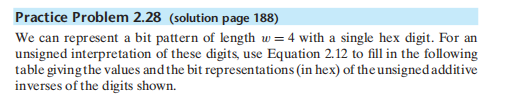 Practice Problem 2.28 (solution page 188)
We can represent a bit pattern of length w = 4 with a single hex digit. For an
unsigned interpretation of these digits, use Equation 2.12 to fill in the following
table giving the values and the bit representations (in hex) of the unsigned additive
inverses of the digits shown.